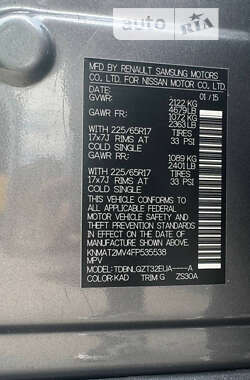 auto RIA
MFD BY RENAULT SAMSUNG MOTORS
CO., LTD. FOR NISSAN MOTOR CO., LTD.
DATE: 01/15
GVWR: 2122 KG
4679 LB
GAWR FR: 1072 KG
2363 LB
WITH 225/65R17 TIRES
17x7J RIMS AT 33 PSI
COLD SINGLE
GAWR RR: 1089 KG
2401 LB
WITH 225/65R17 TIRES
17x7J RIMS AT 33 PSI
COLD SINGLE
THIS VEHICLE CONFORMS
TO ALL APPLICABLE FEDERAL
MOTOR VEHICLE SAFETY
AND THEFT PREVENTION
STANDARDS IN EFFECT ON
THE DATE OF MANUFACTURE
SHOWN ABOVE.
KNMAT2MV4FP535538
MPV
MODEL: TDBNLQZT32EUA----A
COLOR: KAD TRIM: G ZS30A